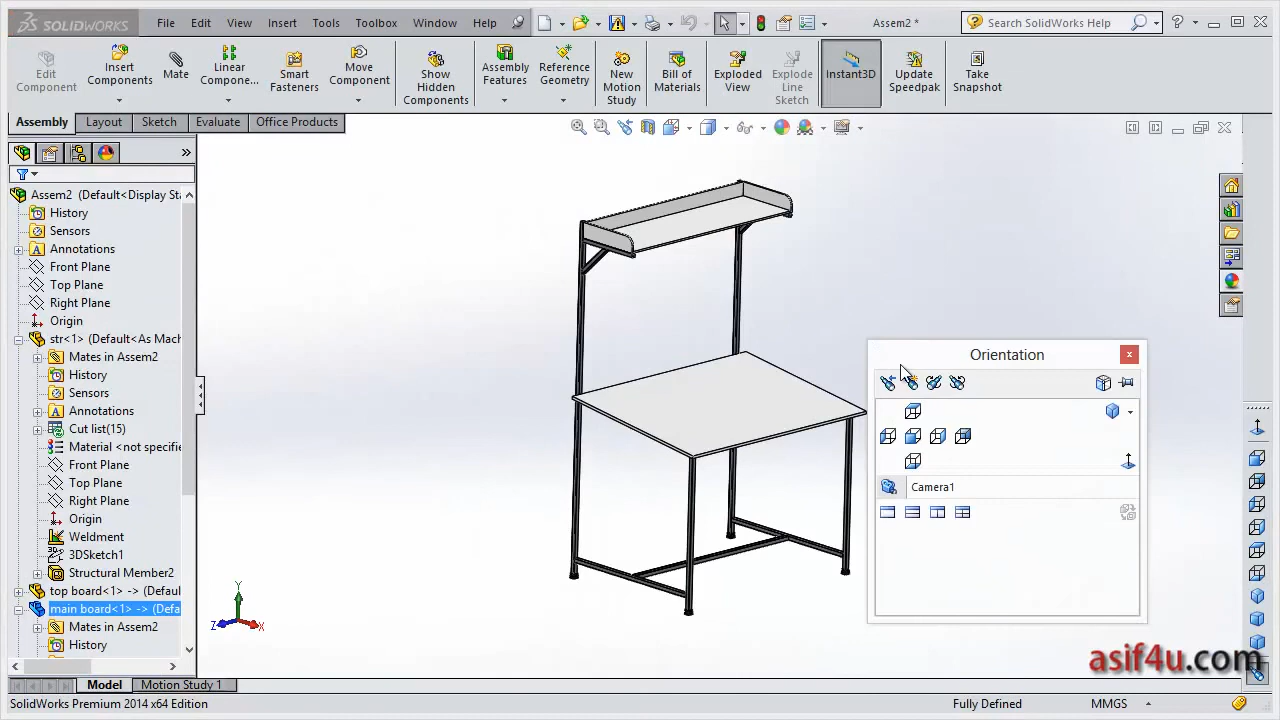 SOLIDWORKS File Edit View Insert Tools Toolbox Window Help Assem2 * Search SolidWorks Help
Edit Component
Insert Components
Mate
Linear Compone...
Smart Fasteners
Move Component
Show Hidden Components
Assembly Features
Reference Geometry
New Motion Study
Bill of Materials
Exploded View
Explode Line Sketch
Instant3D
Update Speedpak
Take Snapshot
Assembly Layout Sketch Evaluate Office Products
Assem2 (Default<Display Sta
History
Sensors
Annotations
Front Plane
Top Plane
Right Plane
Origin
str<1> (Default<As Mach
Mates in Assem2
History
Sensors
Annotations
Cut list(15)
Material <not specifie
Front Plane
Top Plane
Right Plane
Origin
Weldment
3DSketch1
Structural Member2
top board<1> -> (Defaul
main board<1> -> (Defa
Mates in Assem2
History
Y
Z X
Orientation
Camera1
asif4u.com
Model Motion Study 1
SolidWorks Premium 2014 x64 Edition Fully Defined MMGS